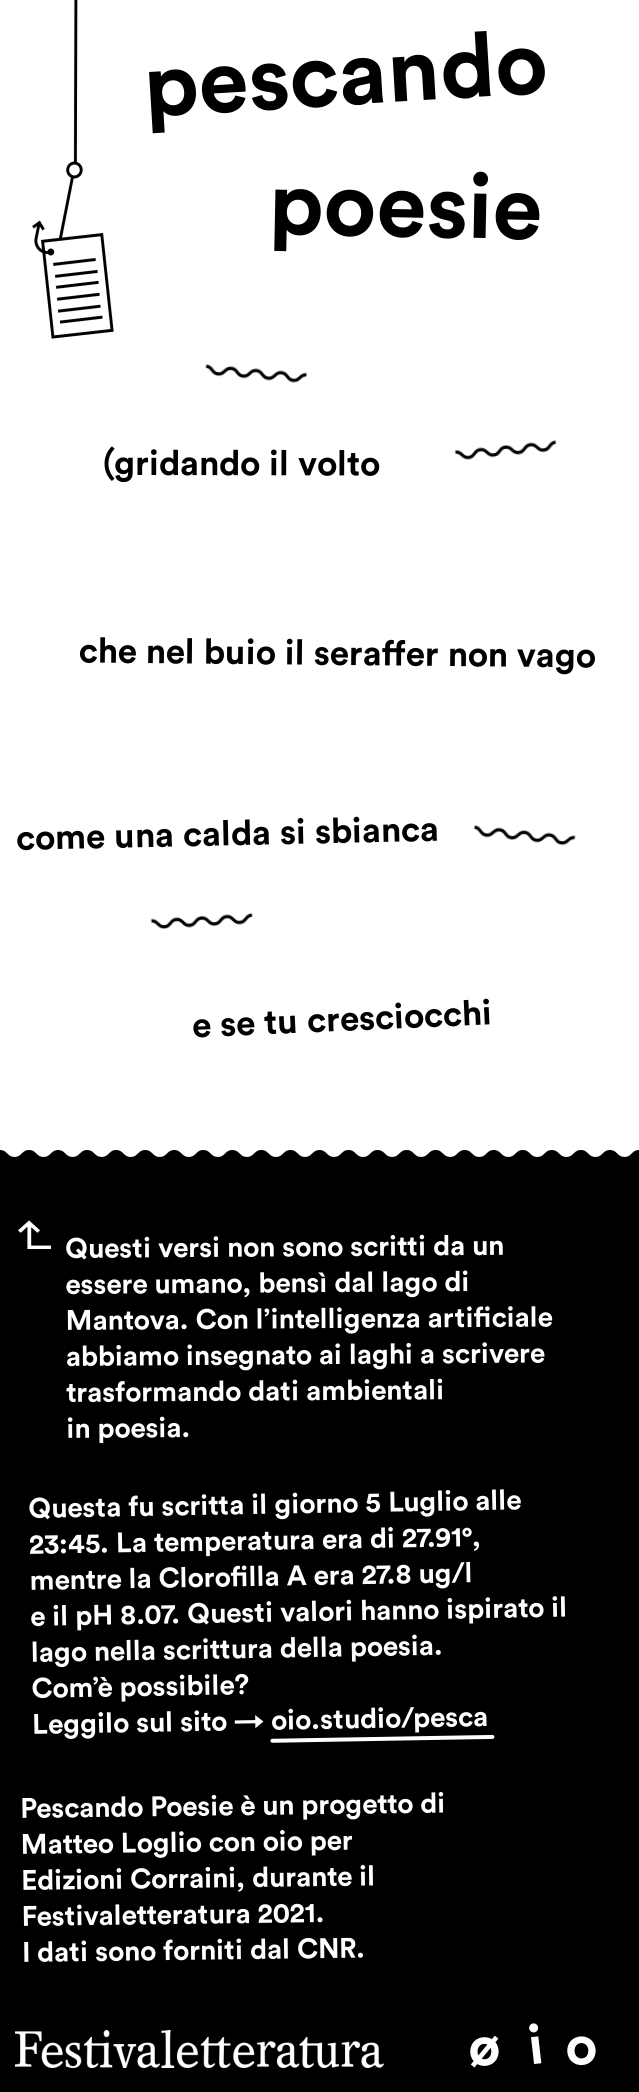 pescando
poesie
(gridando il volto
che nel buio il seraffer non vago
come una calda si sbianca
e se tu cresciocchi
Questi versi non sono scritti da un
essere umano, bensì dal lago di
Mantova. Con l'intelligenza artificiale
abbiamo insegnato ai laghi a scrivere
trasformando dati ambientali
in poesia.
Questa fu scritta il giorno 5 Luglio alle
23:45. La temperatura era di 27.91°,
mentre la Clorofilla A era 27.8 ug/l
e il pH 8.07. Questi valori hanno ispirato il
lago nella scrittura della poesia.
Com'è possibile?
Leggilo sul sito → oio.studio/pesca
Pescando Poesie è un progetto di
Matteo Loglio con oio per
Edizioni Corraini, durante il
Festivaletteratura 2021.
I dati sono forniti dal CNR.
Festivaletteratura ø i o